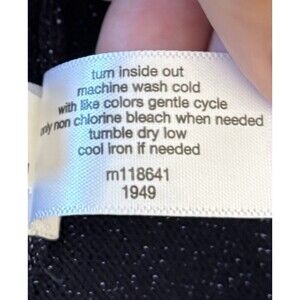 turn inside out
machine wash cold
with like colors gentle cycle
only non chlorine bleach when needed
tumble dry low
cool iron if needed
rn118641
1949